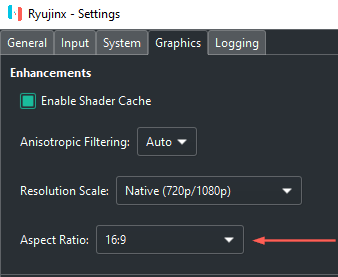 Ryujinx - Settings
General Input System Graphics Logging
Enhancements
Enable Shader Cache
Anisotropic Filtering: Auto
Resolution Scale: Native (720p/1080p)
Aspect Ratio: 16:9